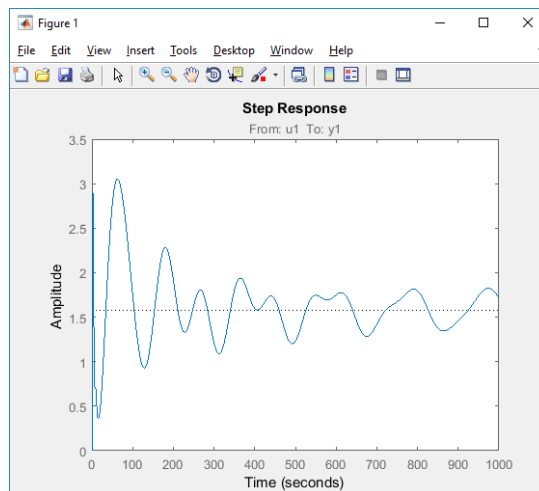 Figure 1
File Edit View Insert Tools Desktop Window Help
Step Response
From: u1 To: y1
3.5
3
2.5
2
1.5
1
0.5
0
Amplitude
0 100 200 300 400 500 600 700 800 900 1000
Time (seconds)